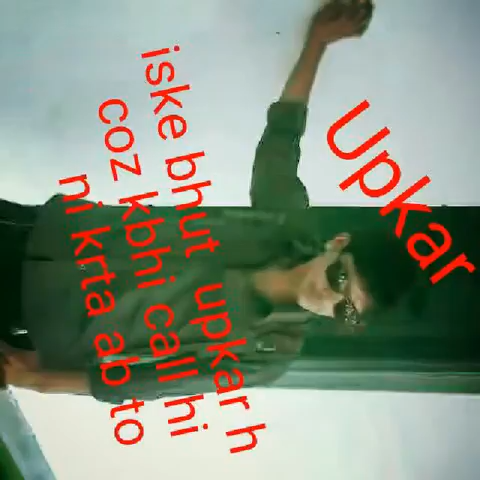 Upkar
iske bhut upkar h
coz kbhi call hi
ni krta ab to